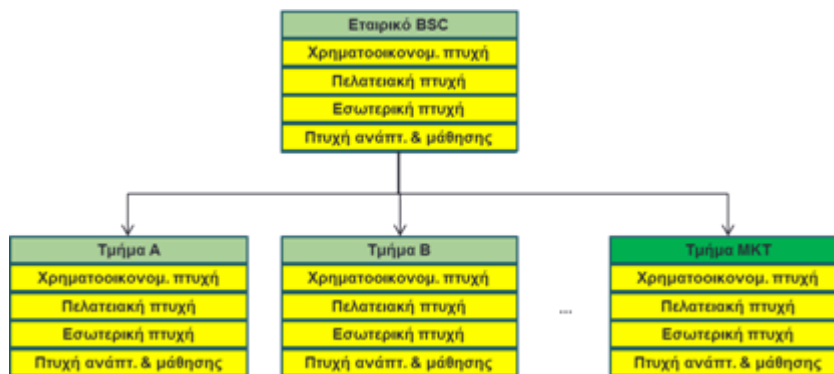 Εταιρικό BSC
Χρηματοοικονομ. πτυχή
Πελατειακή πτυχή
Εσωτερική πτυχή
Πτυχή ανάπτ. & μάθησης
Τμήμα Α
Χρηματοοικονομ. πτυχή
Πελατειακή πτυχή
Εσωτερική πτυχή
Πτυχή ανάπτ. & μάθησης
Τμήμα Β
Χρηματοοικονομ. πτυχή
Πελατειακή πτυχή
Εσωτερική πτυχή
Πτυχή ανάπτ. & μάθησης
...
Τμήμα ΜΚΤ
Χρηματοοικονομ. πτυχή
Πελατειακή πτυχή
Εσωτερική πτυχή
Πτυχή ανάπτ. & μάθησης